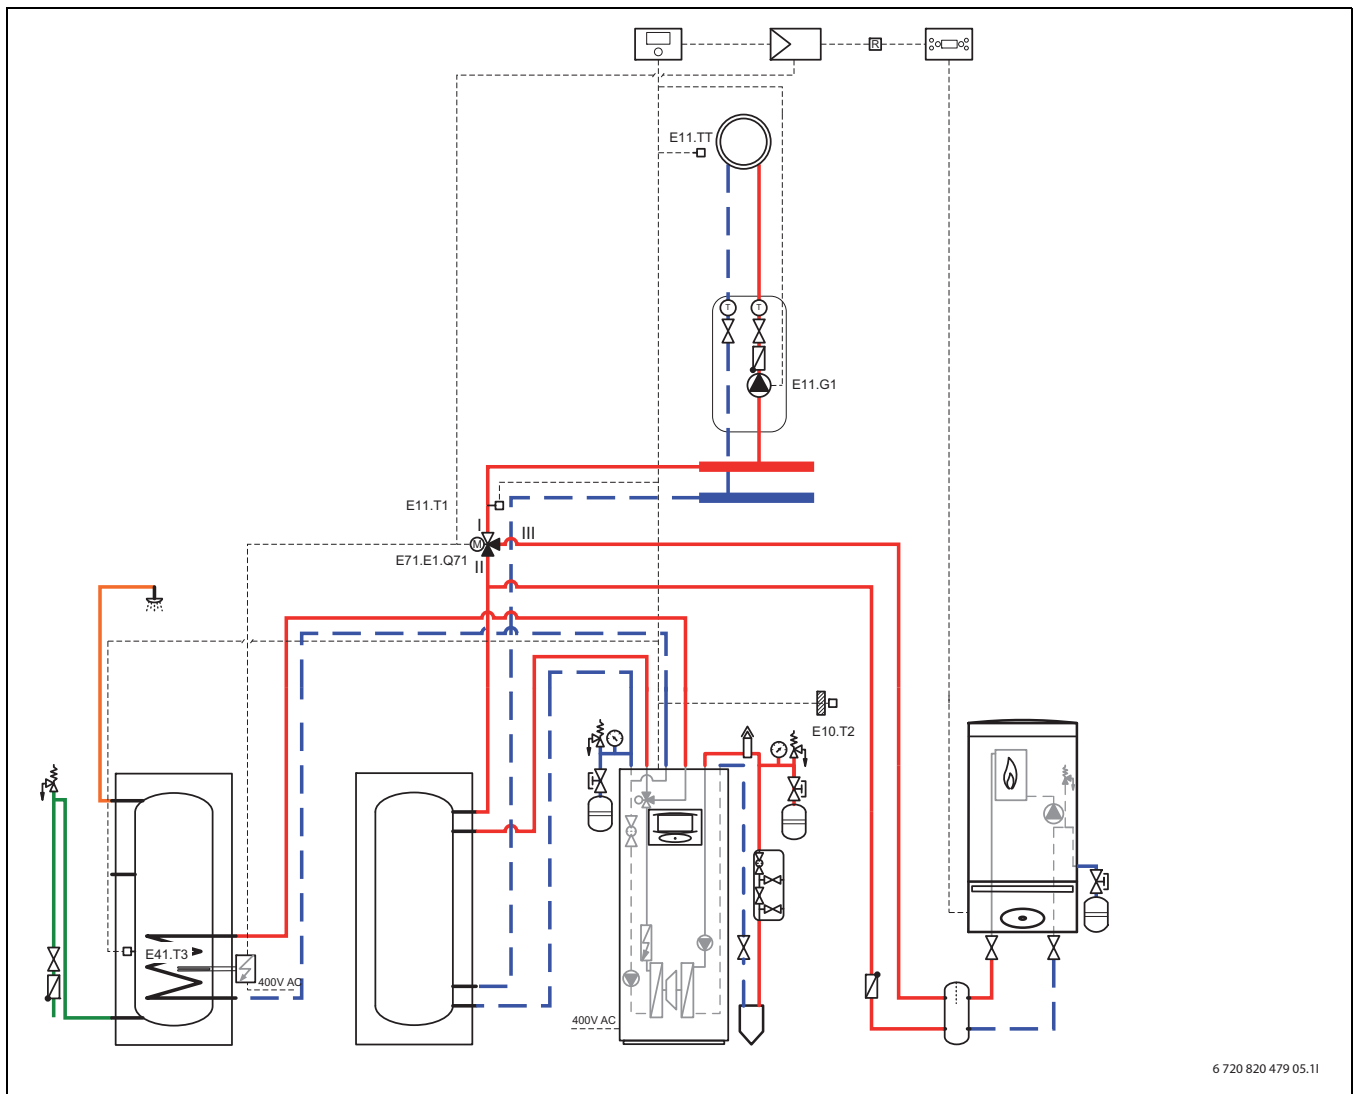 R
E11.TT
T T
E11.G1
E11.T1
I
III
M
E71.E1.Q71
II
E10.T2
E41.T3
400V AC
400V AC
6 720 820 479 05.1I